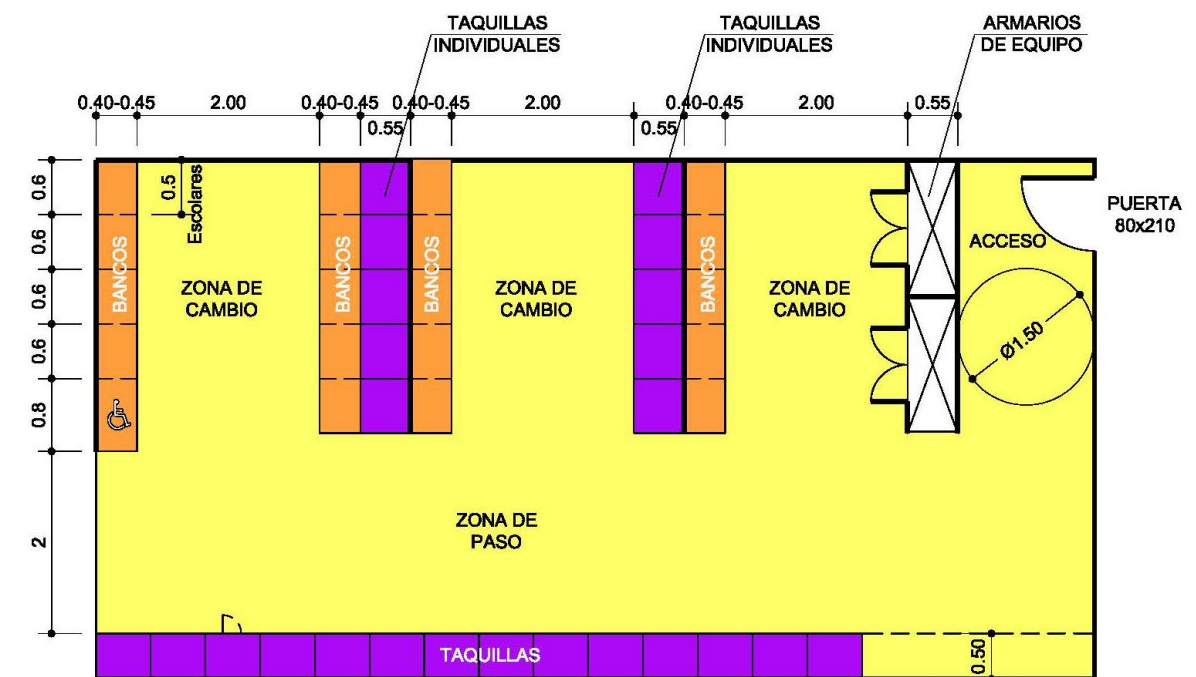 TAQUILLAS
INDIVIDUALES
TAQUILLAS
INDIVIDUALES
ARMARIOS
DE EQUIPO
0.40-0.45
2.00
0.40-0.45
0.40-0.45
2.00
0.40-0.45
2.00
0.55
0.55
0.55
0.6
0.6
0.6
0.6
0.8
2
0.5
Escolares
BANCOS
ZONA DE
CAMBIO
BANCOS
BANCOS
ZONA DE
CAMBIO
BANCOS
ZONA DE
CAMBIO
ACCESO
PUERTA
80x210
Ø1.50
ZONA DE
PASO
TAQUILLAS
0.50